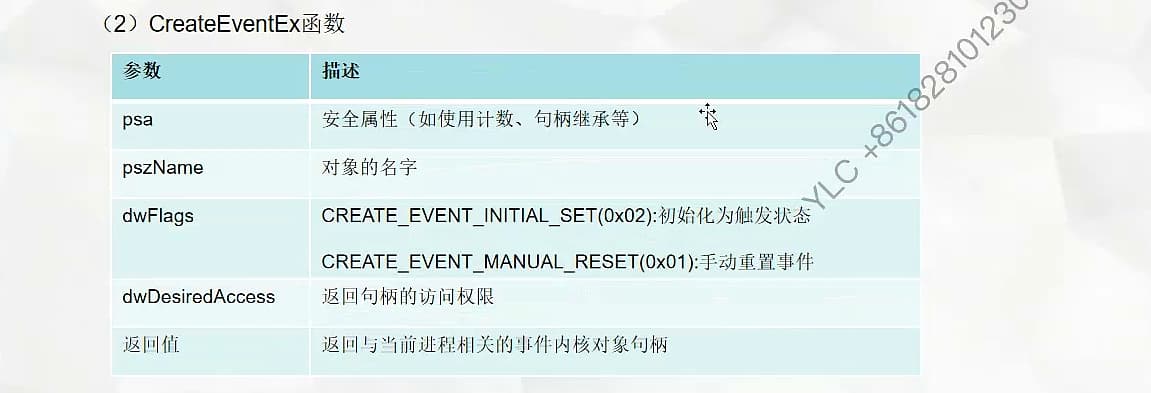 （2）CreateEventEx函数
参数 描述
psa 安全属性（如使用计数、句柄继承等）
pszName 对象的名字
dwFlags CREATE_EVENT_INITIAL_SET(0x02):初始化为触发状态
CREATE_EVENT_MANUAL_RESET(0x01):手动重置事件
dwDesiredAccess 返回句柄的访问权限
返回值 返回与当前进程相关的事件内核对象句柄
YLC +861828101230